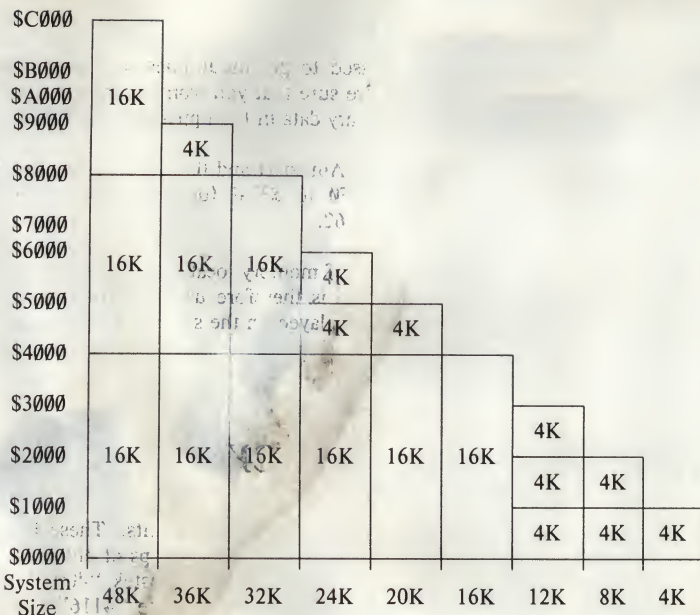 $C000
$B000
$A000 16K
$9000
4K
$8000
$7000
$6000 16K 16K 16K
4K
$5000
4K 4K
$4000
$3000
4K
$2000 16K 16K 16K 16K 16K 16K
4K 4K
$1000
4K 4K 4K
$0000
System
Size 48K 36K 32K 24K 20K 16K 12K 8K 4K